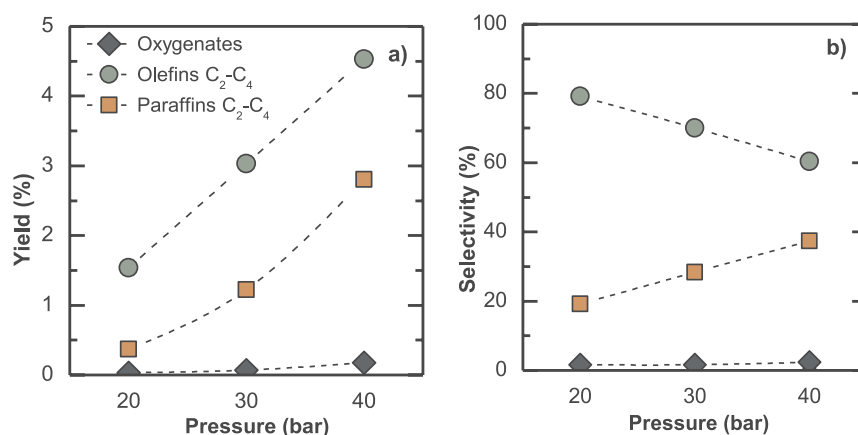 5
4
3
2
1
0
Yield (%)
Oxygenates
Olefins C₂-C₄
Paraffins C₂-C₄
a)
20 30 40
Pressure (bar)
100
80
60
40
20
0
Selectivity (%)
b)
20 30 40
Pressure (bar)